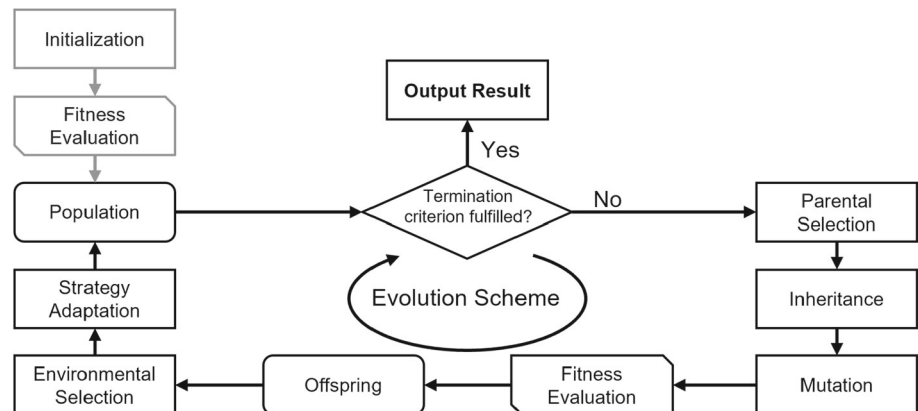 Initialization
Fitness
Evaluation
Population
Output Result
Yes
Termination
criterion fulfilled?
No
Parental
Selection
Inheritance
Mutation
Fitness
Evaluation
Offspring
Environmental
Selection
Strategy
Adaptation
Evolution Scheme